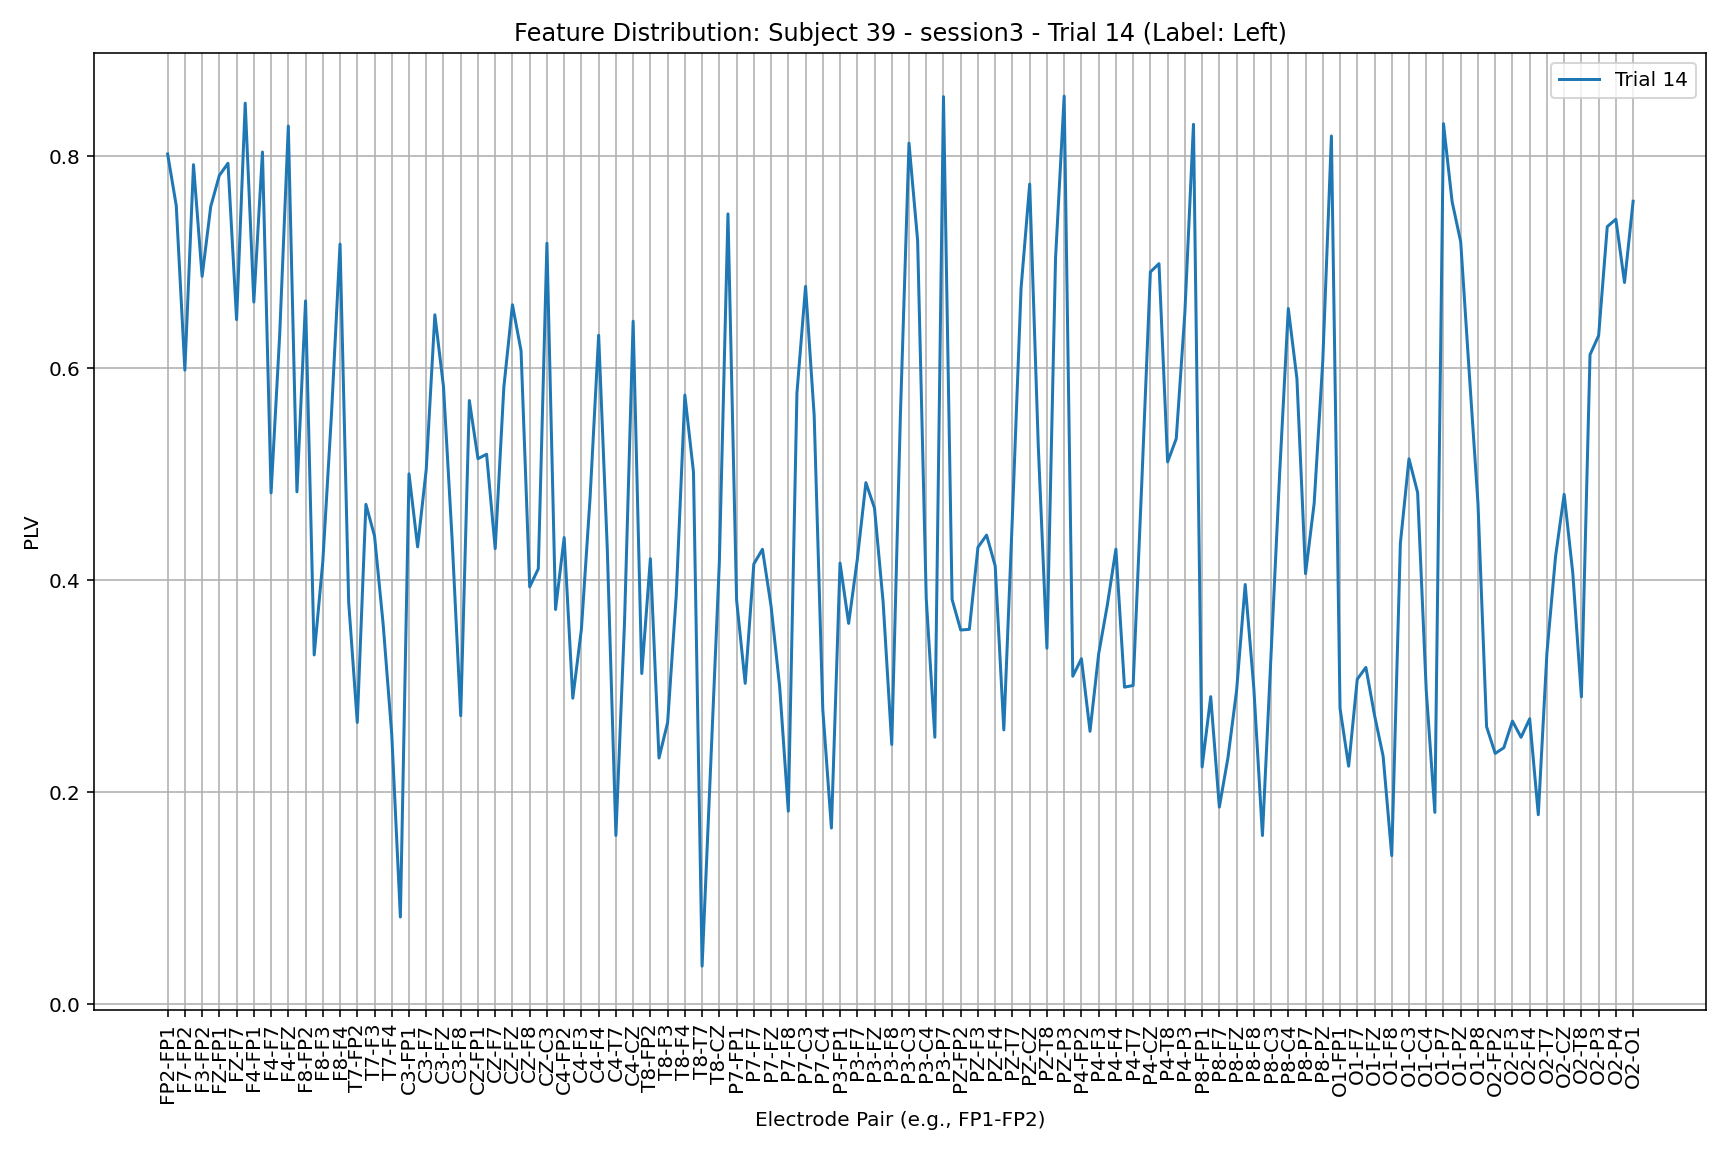 Feature Distribution: Subject 39 - session3 - Trial 14 (Label: Left)
Trial 14
PLV
0.8
0.6
0.4
0.2
0.0
FP2-FP1
F7-FP2
F3-FP2
FZ-FP1
FZ-F7
F4-FP1
F4-F7
F4-FZ
F8-FP2
F8-F3
F8-F4
T7-FP2
T7-F3
T7-F4
C3-FP1
C3-F7
C3-FZ
C3-F8
CZ-FP1
CZ-F7
CZ-FZ
CZ-F8
CZ-C3
C4-FP2
C4-F3
C4-F4
C4-T7
C4-CZ
T8-FP2
T8-F3
T8-F4
T8-T7
T8-CZ
P7-FP1
P7-F7
P7-FZ
P7-F8
P7-C3
P7-C4
P3-FP1
P3-F7
P3-FZ
P3-F8
P3-C3
P3-C4
P3-P7
PZ-FP2
PZ-F3
PZ-F4
PZ-T7
PZ-CZ
PZ-T8
PZ-P3
P4-FP2
P4-F3
P4-F4
P4-T7
P4-CZ
P4-T8
P4-P3
P8-FP1
P8-F7
P8-FZ
P8-F8
P8-C3
P8-C4
P8-P7
P8-PZ
O1-FP1
O1-F7
O1-FZ
O1-F8
O1-C3
O1-C4
O1-P7
O1-PZ
O1-P8
O2-FP2
O2-F3
O2-F4
O2-T7
O2-CZ
O2-T8
O2-P3
O2-P4
O2-O1
Electrode Pair (e.g., FP1-FP2)